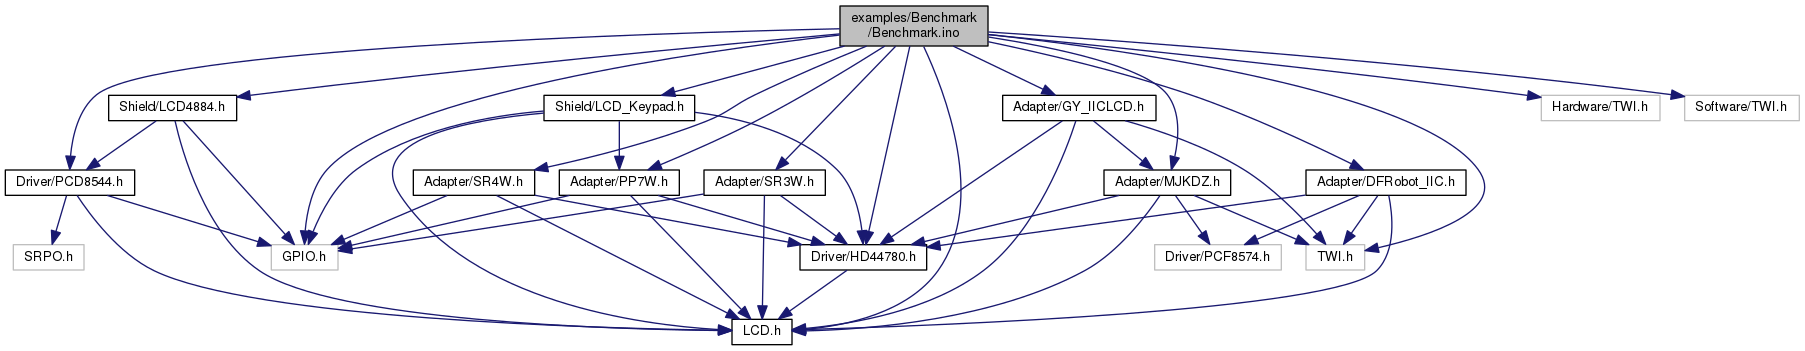 examples/Benchmark
/Benchmark.ino
Shield/LCD4884.h
Shield/LCD_Keypad.h
Adapter/GY_IICLCD.h
Hardware/TWI.h
Software/TWI.h
Driver/PCD8544.h
Adapter/SR4W.h
Adapter/PP7W.h
Adapter/SR3W.h
Adapter/MJKDZ.h
Adapter/DFRobot_IIC.h
SRPO.h
GPIO.h
Driver/HD44780.h
Driver/PCF8574.h
TWI.h
LCD.h